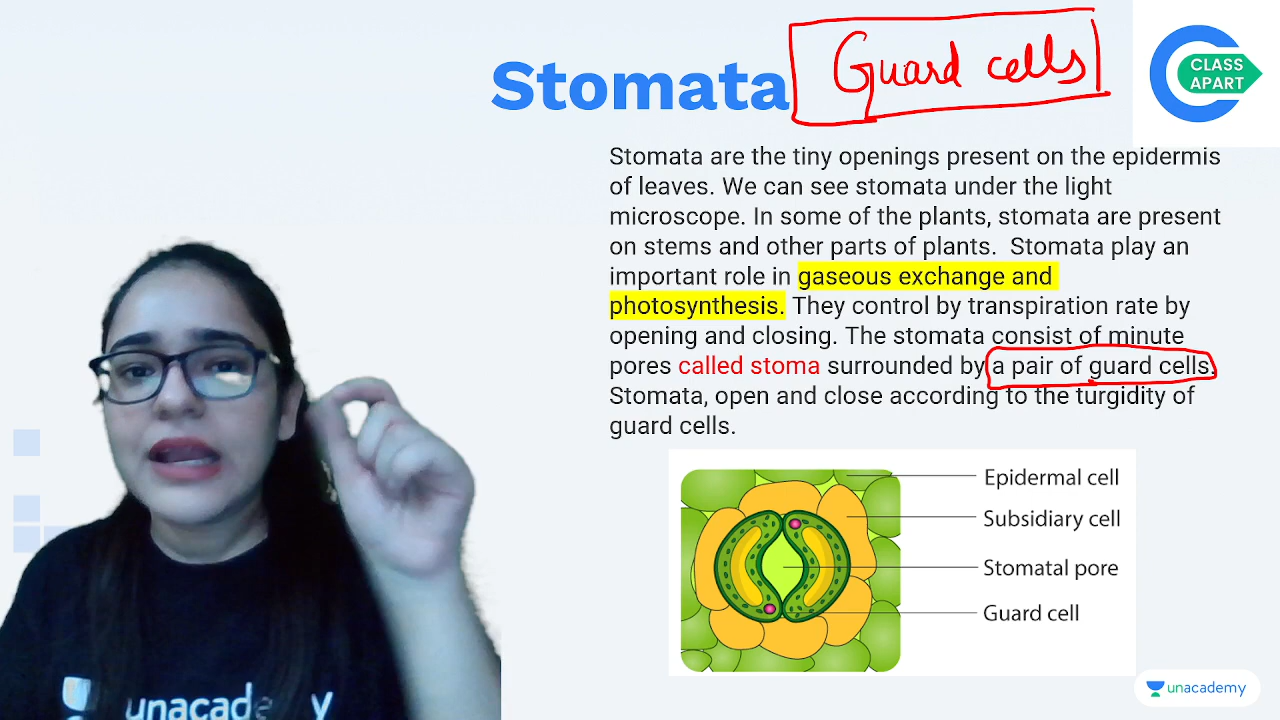 Stomata
Guard cells
CLASS
APART
Stomata are the tiny openings present on the epidermis
of leaves. We can see stomata under the light
microscope. In some of the plants, stomata are present
on stems and other parts of plants. Stomata play an
important role in gaseous exchange and
photosynthesis. They control by transpiration rate by
opening and closing. The stomata consist of minute
pores called stoma surrounded by a pair of guard cells.
Stomata, open and close according to the turgidity of
guard cells.
Epidermal cell
Subsidiary cell
Stomatal pore
Guard cell
unacademy
unacade y